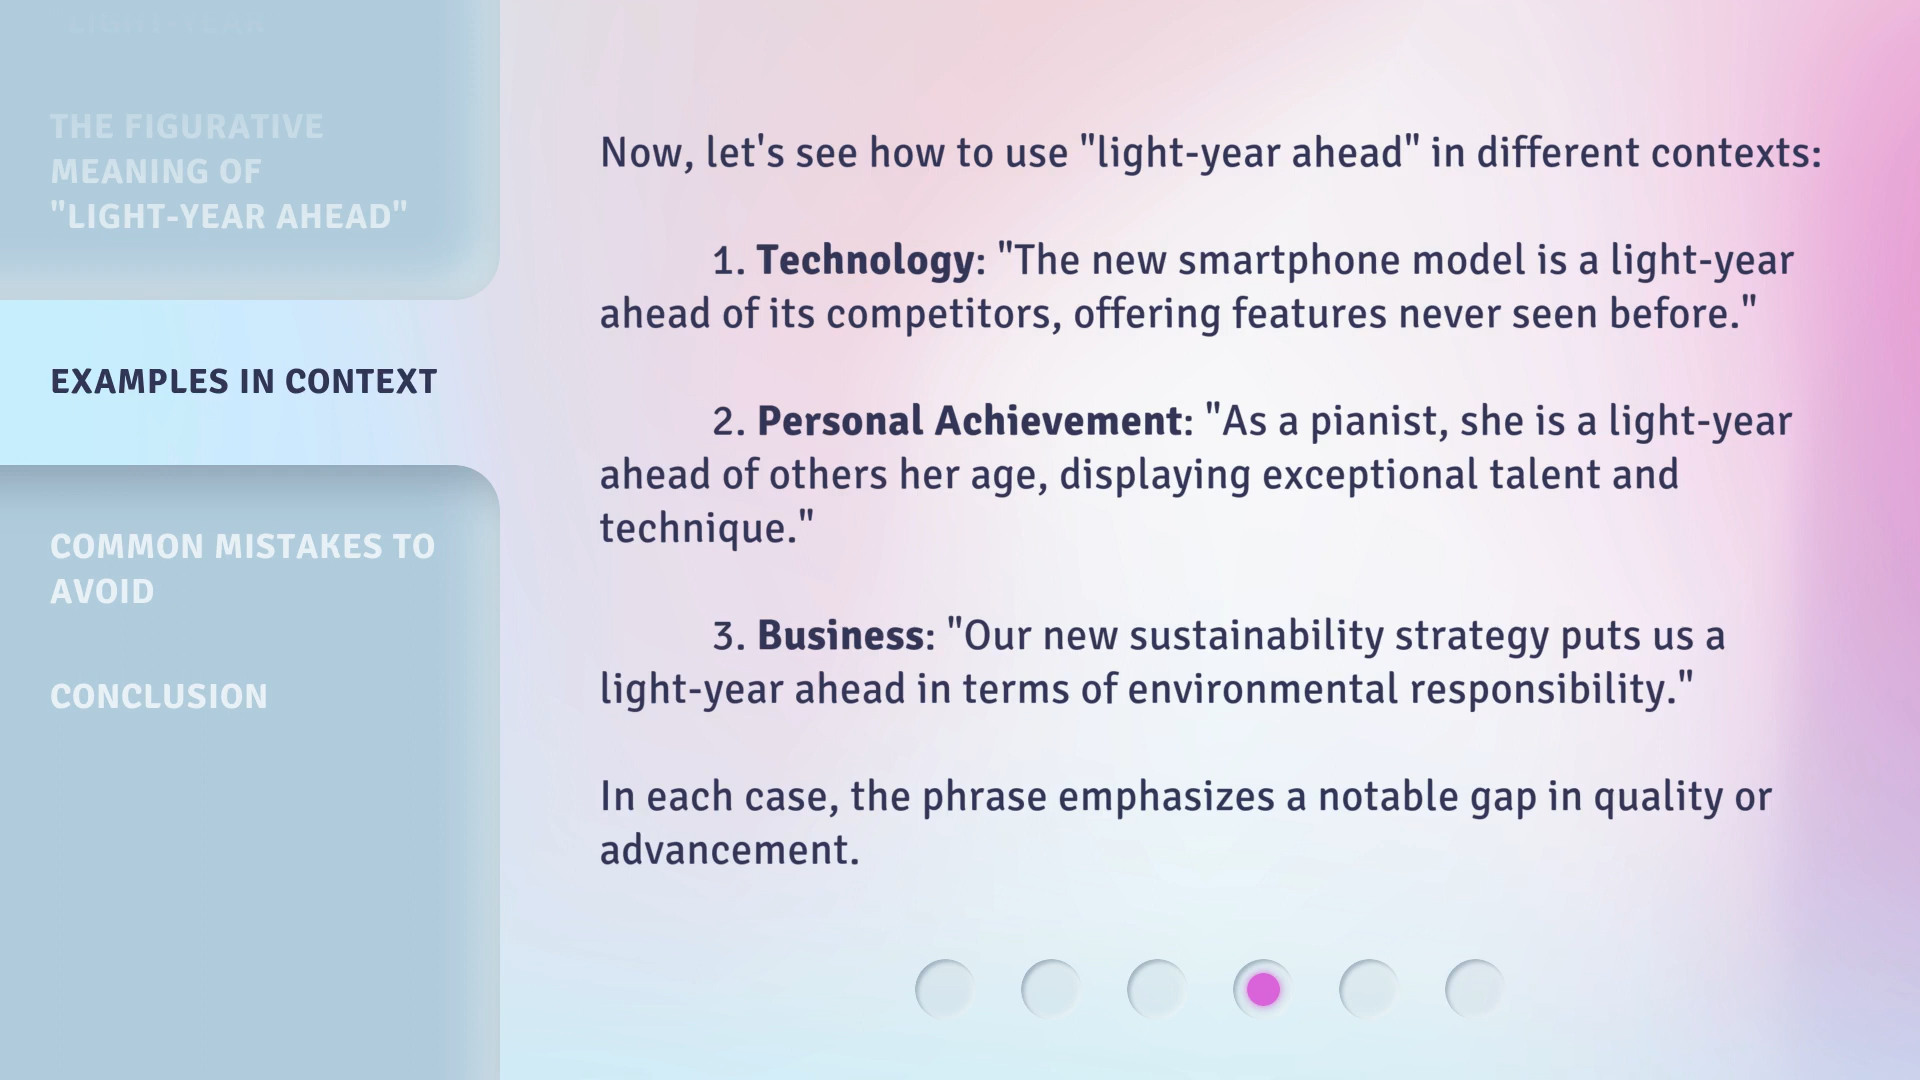 LIGHT-YEAR
THE FIGURATIVE
MEANING OF
"LIGHT-YEAR AHEAD"
EXAMPLES IN CONTEXT
COMMON MISTAKES TO
AVOID
CONCLUSION
Now, let's see how to use "light-year ahead" in different contexts:
1. Technology: "The new smartphone model is a light-year
ahead of its competitors, offering features never seen before."
2. Personal Achievement: "As a pianist, she is a light-year
ahead of others her age, displaying exceptional talent and
technique."
3. Business: "Our new sustainability strategy puts us a
light-year ahead in terms of environmental responsibility."
In each case, the phrase emphasizes a notable gap in quality or
advancement.